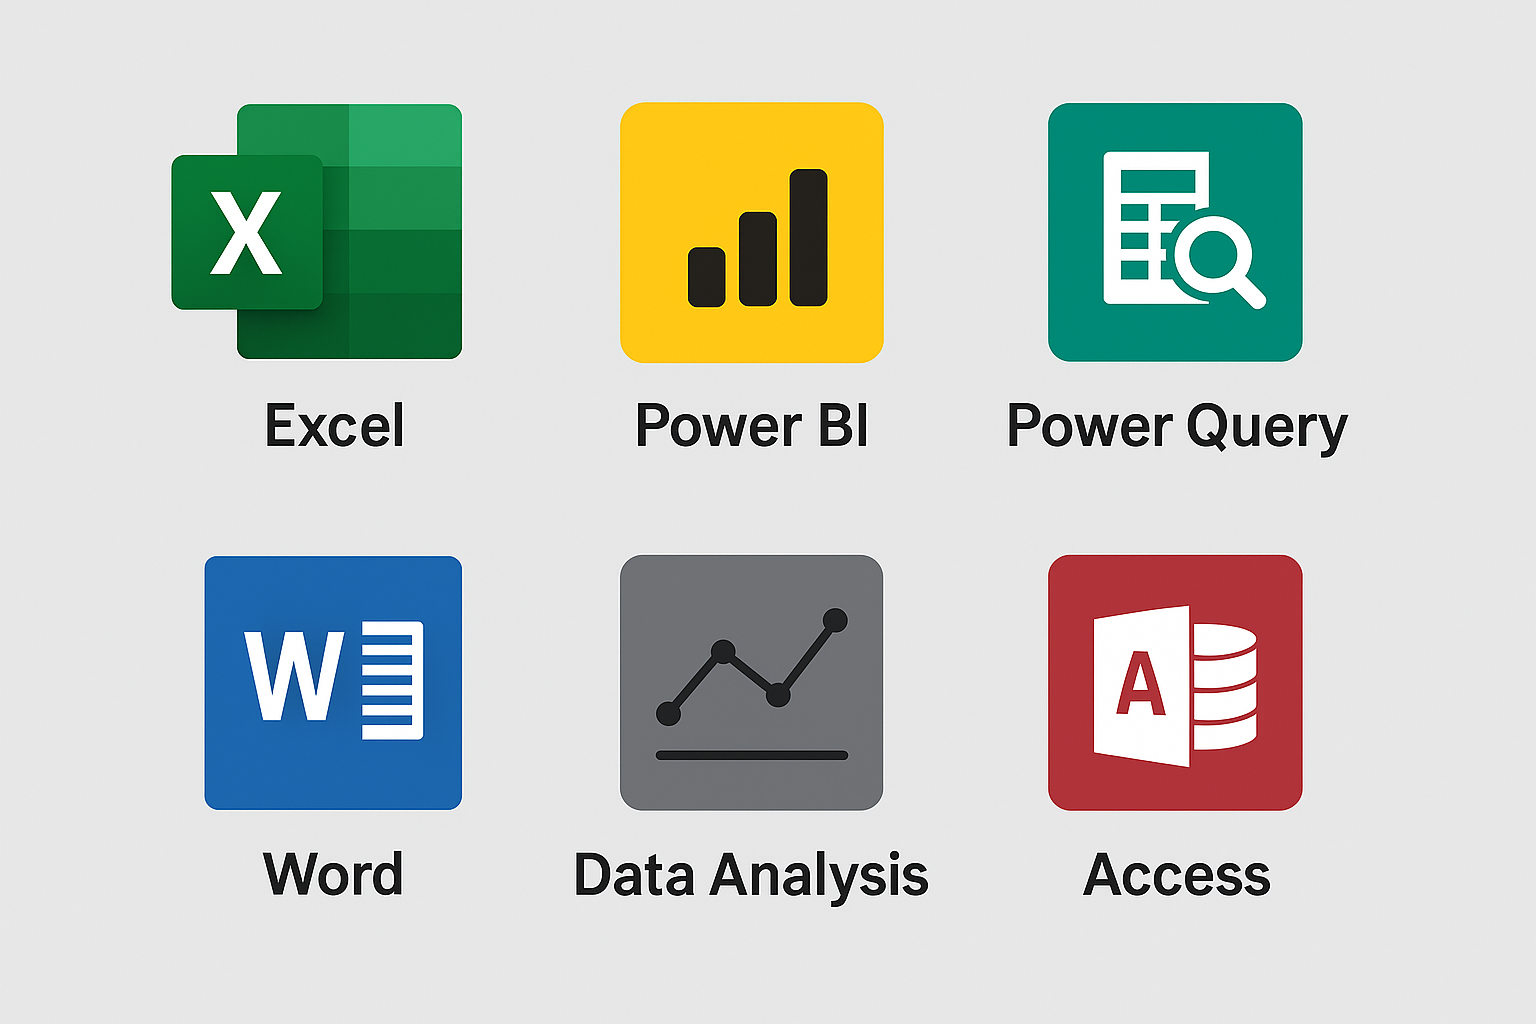 X
Excel
Power BI
Power Query
W
Word
Data Analysis
A
Access